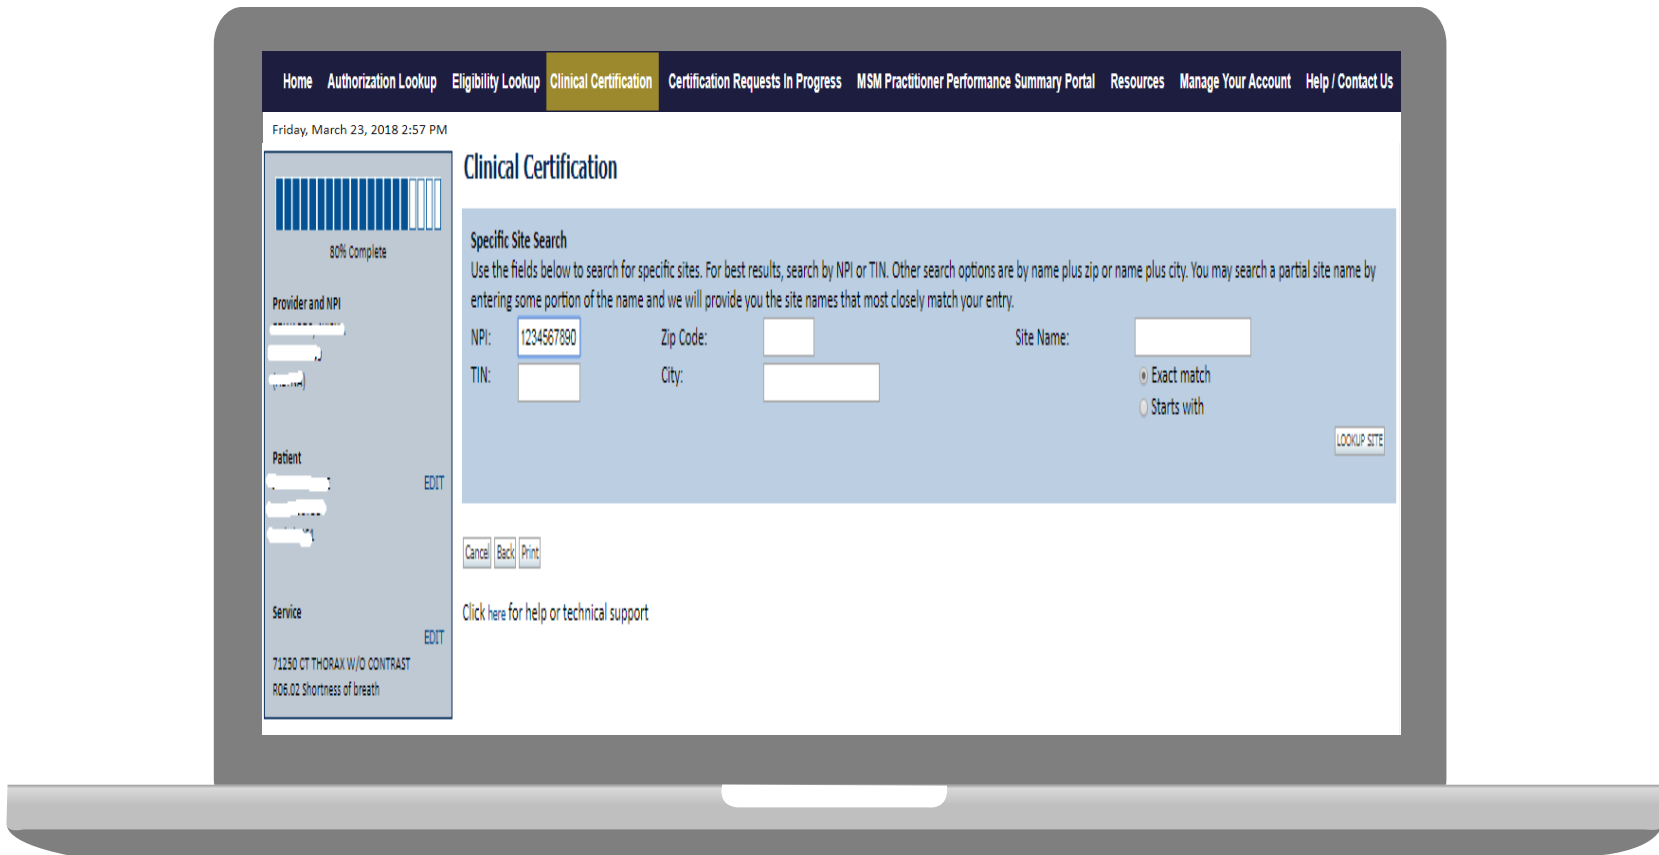 Home Authorization Lookup Eligibility Lookup Clinical Certification Certification Requests In Progress MSM Practitioner Performance Summary Portal Resources Manage Your Account Help / Contact Us
Friday, March 23, 2018 2:57 PM
80% Complete
Provider and NPI
Patient
EDIT
Service
EDIT
71250 CT THORAX W/O CONTRAST
R06.02 Shortness of breath
Clinical Certification
Specific Site Search
Use the fields below to search for specific sites. For best results, search by NPI or TIN. Other search options are by name plus zip or name plus city. You may search a partial site name by
entering some portion of the name and we will provide you the site names that most closely match your entry.
NPI: 1234567890 Zip Code: Site Name:
TIN: City: Exact match
Starts with
LOOKUP SITE
Cancel Back Print
Click here for help or technical support